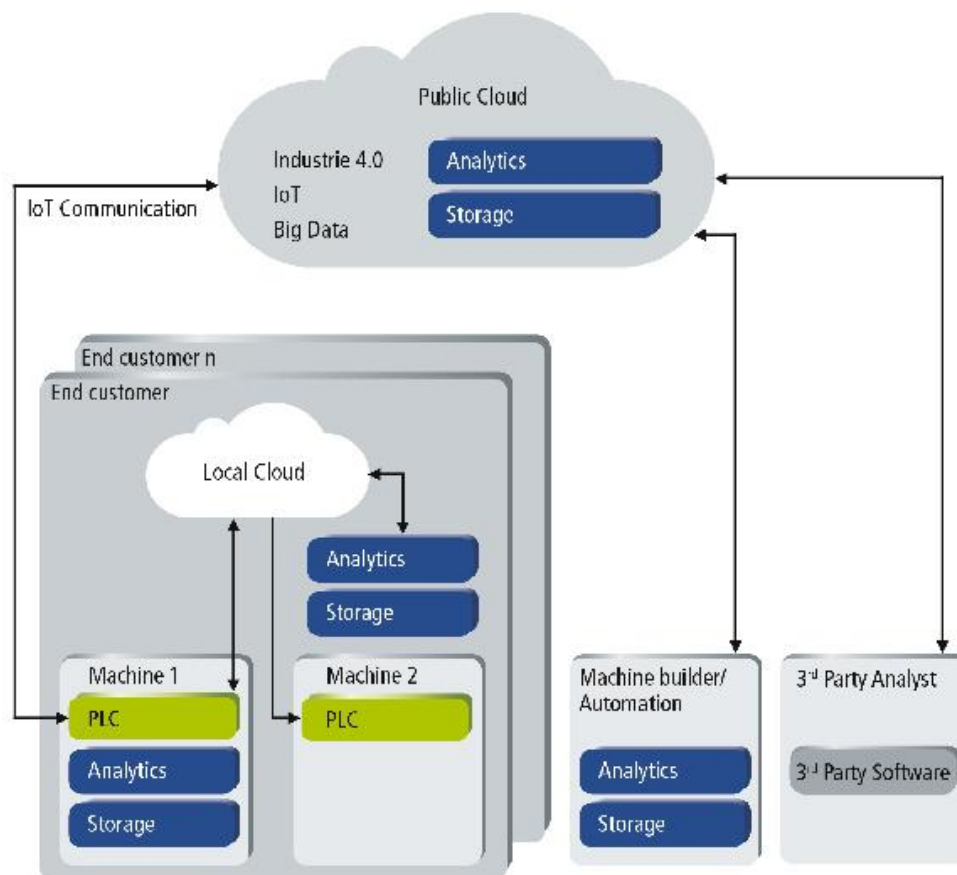 Public Cloud
Industrie 4.0
IoT
Big Data
Analytics
Storage
IoT Communication
End customer n
End customer
Local Cloud
Analytics
Storage
Machine 1
PLC
Analytics
Storage
Machine 2
PLC
Machine builder/
Automation
Analytics
Storage
3rd Party Analyst
3rd Party Software